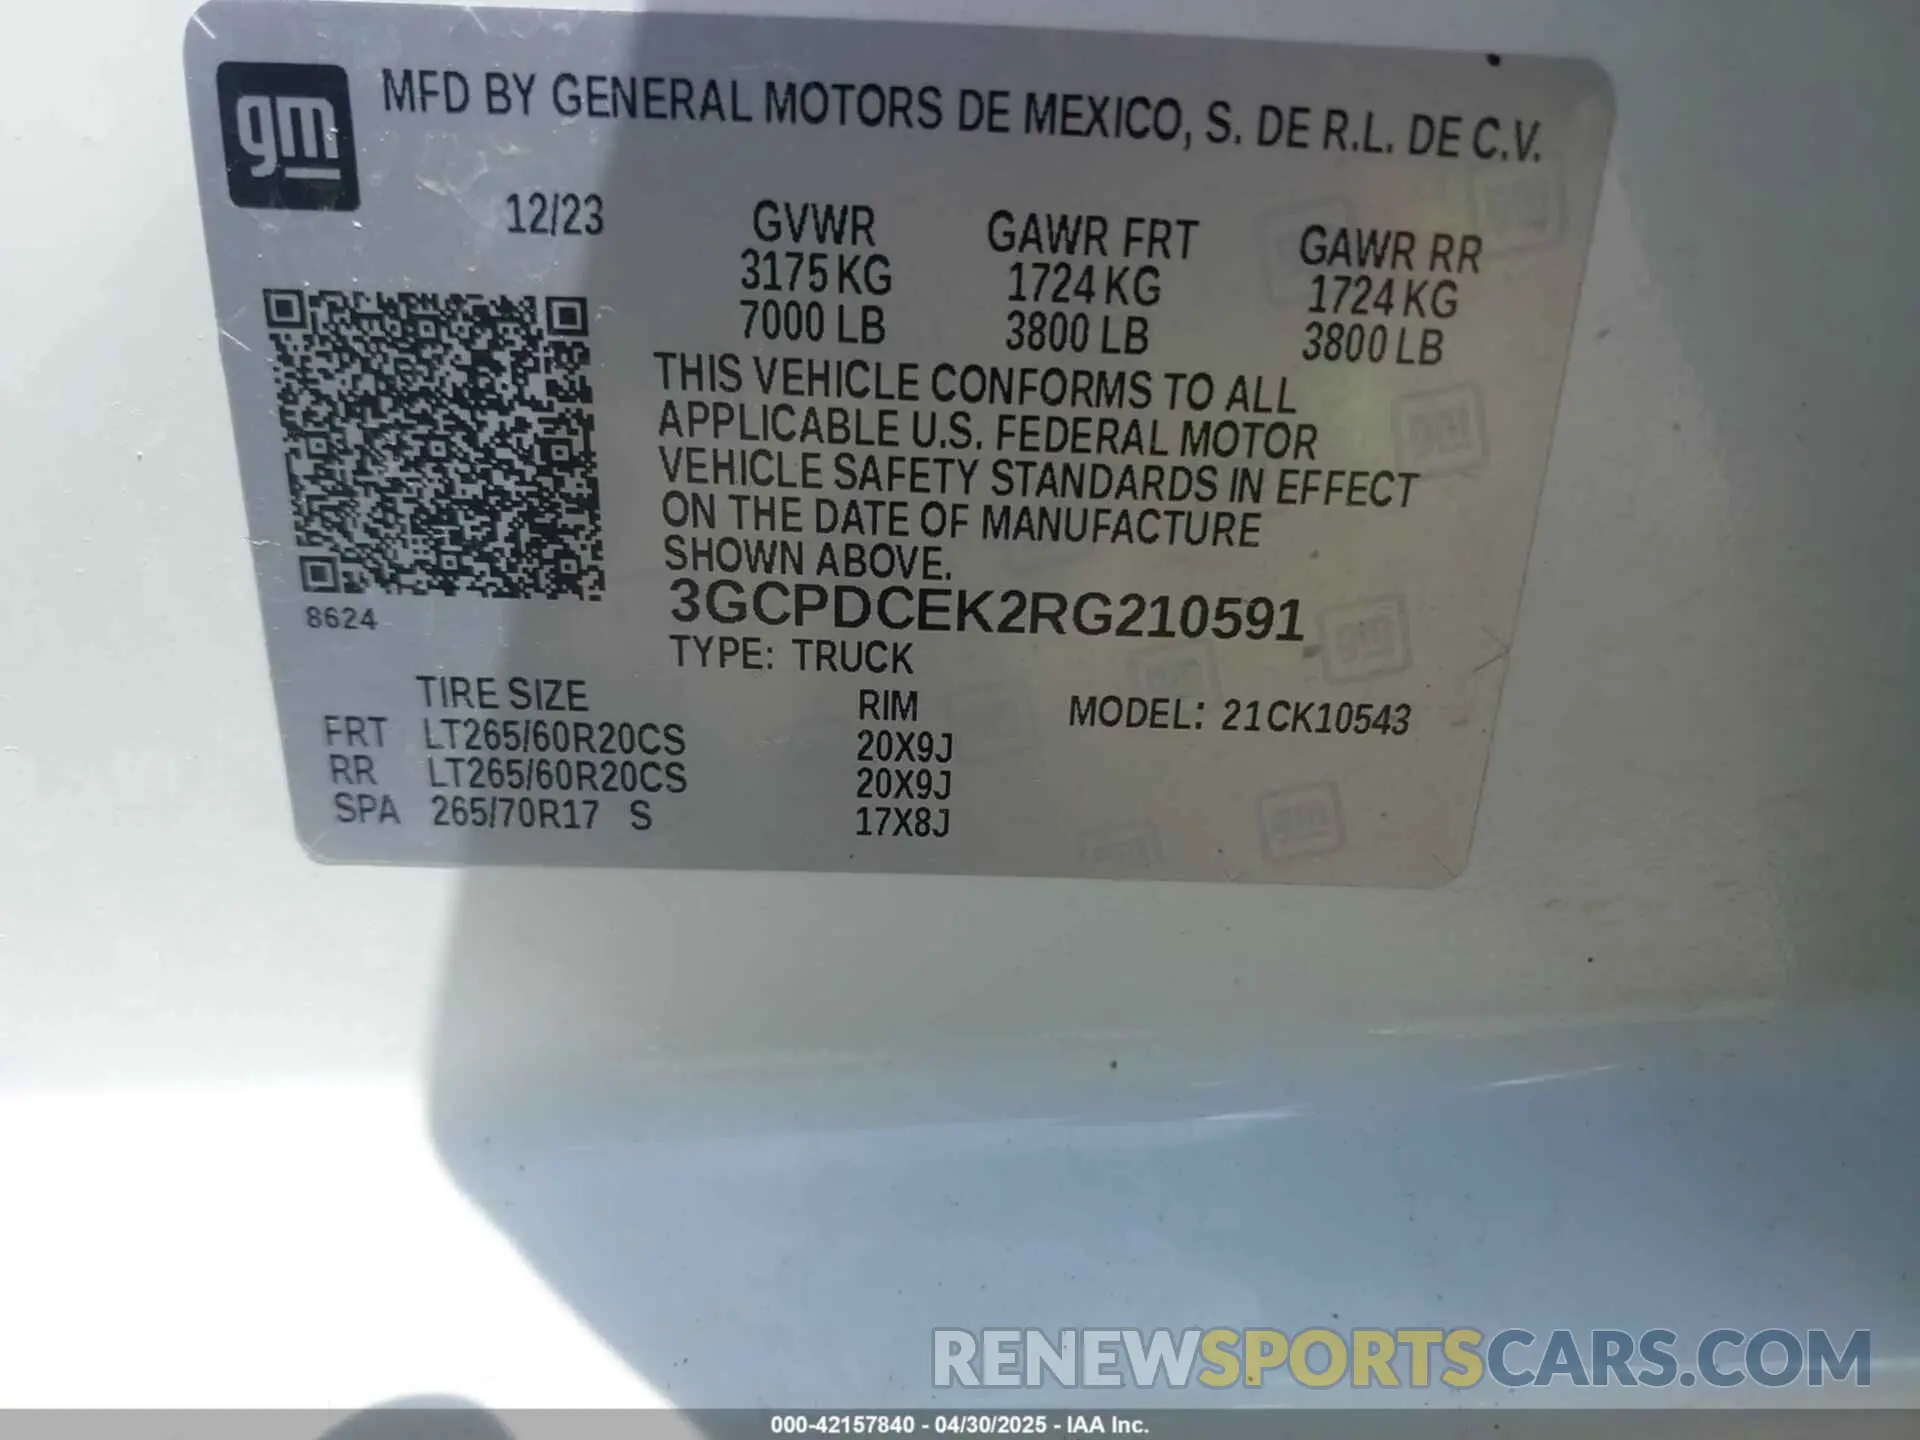 gm
MFD BY GENERAL MOTORS DE MEXICO, S. DE R.L. DE C.V.
12/23
GVWR GAWR FRT GAWR RR
3175 KG 1724 KG 1724 KG
7000 LB 3800 LB 3800 LB
THIS VEHICLE CONFORMS TO ALL
APPLICABLE U.S. FEDERAL MOTOR
VEHICLE SAFETY STANDARDS IN EFFECT
ON THE DATE OF MANUFACTURE
SHOWN ABOVE.
8624
3GCPDCEK2RG210591
TYPE: TRUCK
TIRE SIZE RIM MODEL: 21CK10543
FRT LT265/60R20CS 20X9J
RR LT265/60R20CS 20X9J
SPA 265/70R17 S 17X8J
RENEWSPORTSCARS.COM
000-42157840 - 04/30/2025 - IAA Inc.